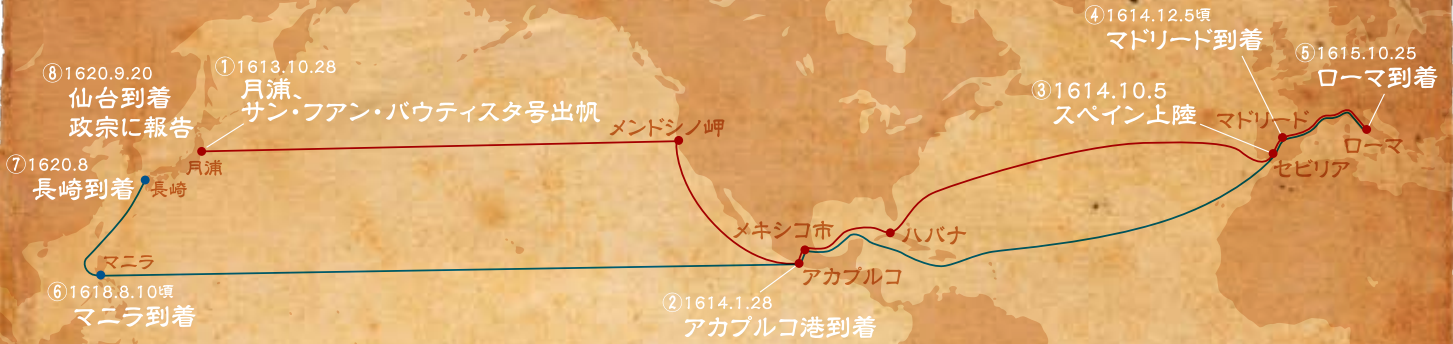 ①1613.10.28
月浦、
サン・フアン・バウティスタ号出帆
②1614.1.28
アカプルコ港到着
③1614.10.5
スペイン上陸
④1614.12.5頃
マドリード到着
⑤1615.10.25
ローマ到着
⑥1618.8.10頃
マニラ到着
⑦1620.8
長崎到着
⑧1620.9.20
仙台到着
政宗に報告
月浦
長崎
マニラ
メンドシノ岬
メキシコ市
アカプルコ
ハバナ
マドリード
セビリア
ローマ